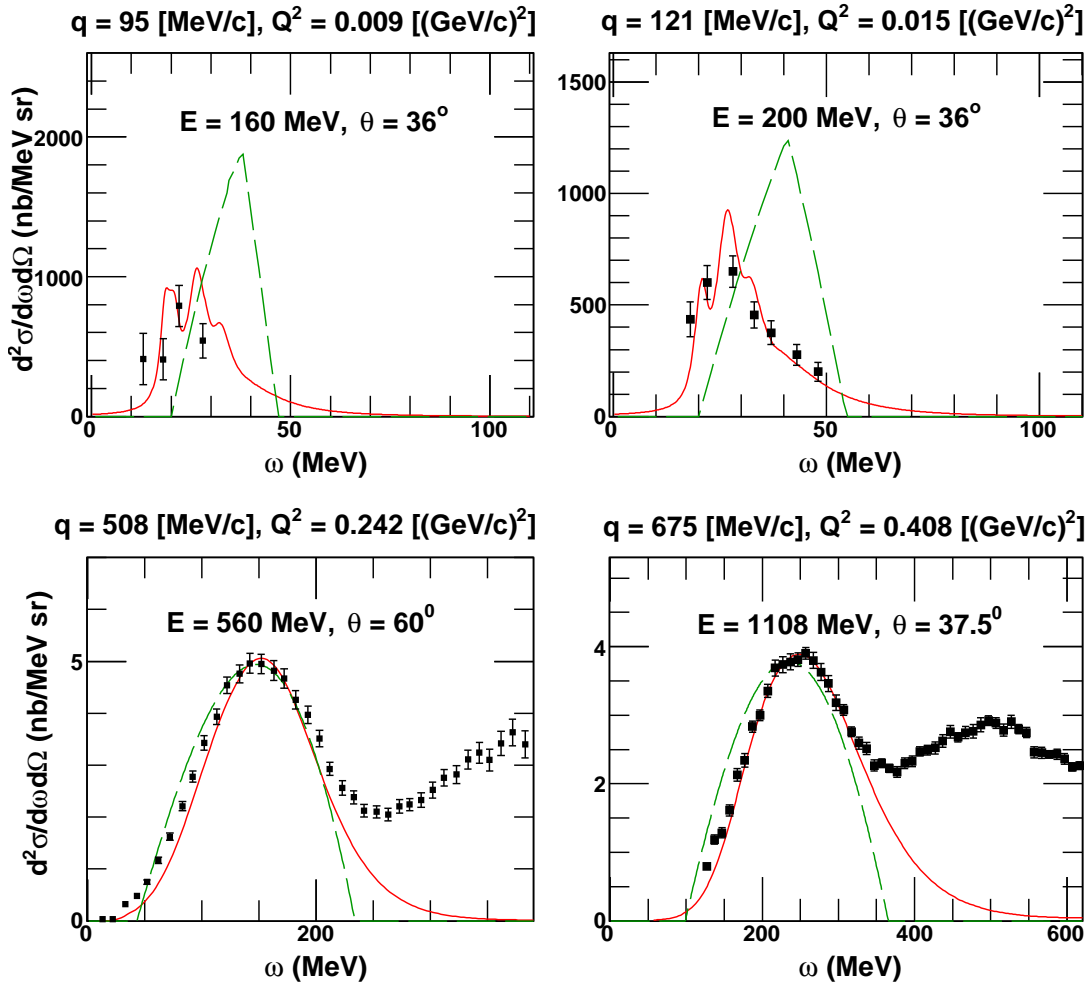 q = 95 [MeV/c], Q² = 0.009 [(GeV/c)²]
q = 121 [MeV/c], Q² = 0.015 [(GeV/c)²]
d²σ/dωdΩ (nb/MeV sr)
E = 160 MeV, θ = 36°
2000
1000
0
0 50 100
ω (MeV)
E = 200 MeV, θ = 36°
1500
1000
500
0
0 50 100
ω (MeV)
q = 508 [MeV/c], Q² = 0.242 [(GeV/c)²]
q = 675 [MeV/c], Q² = 0.408 [(GeV/c)²]
d²σ/dωdΩ (nb/MeV sr)
E = 560 MeV, θ = 60⁰
5
0
0 200
ω (MeV)
E = 1108 MeV, θ = 37.5⁰
4
2
0
0 200 400 600
ω (MeV)